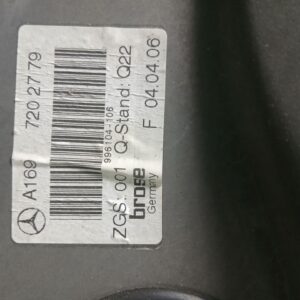 A169 720 27 79
996104-106
ZGS: 001 Q-Stand: Q22
brose F 04.04.06
Germany